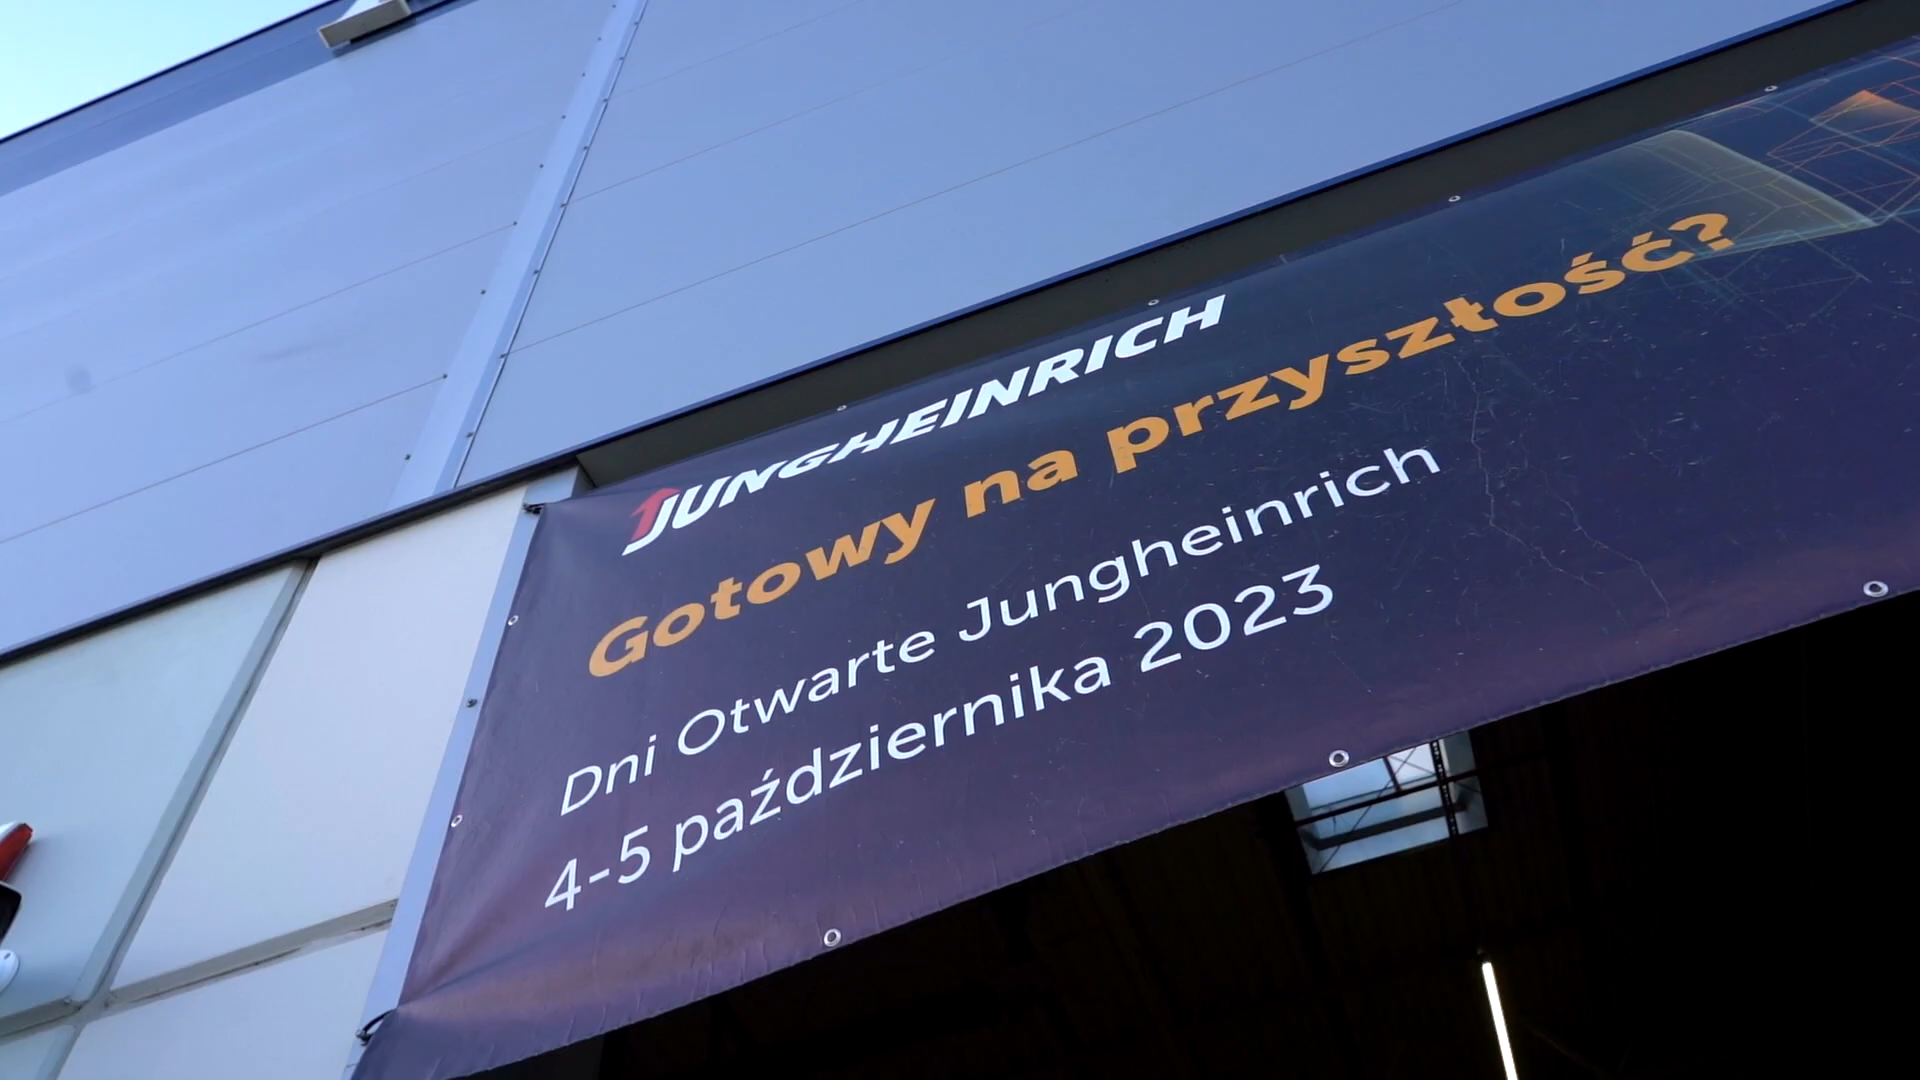 JUNGHEINRICH
Gotowy na przyszłość?
Dni Otwarte Jungheinrich
4-5 października 2023